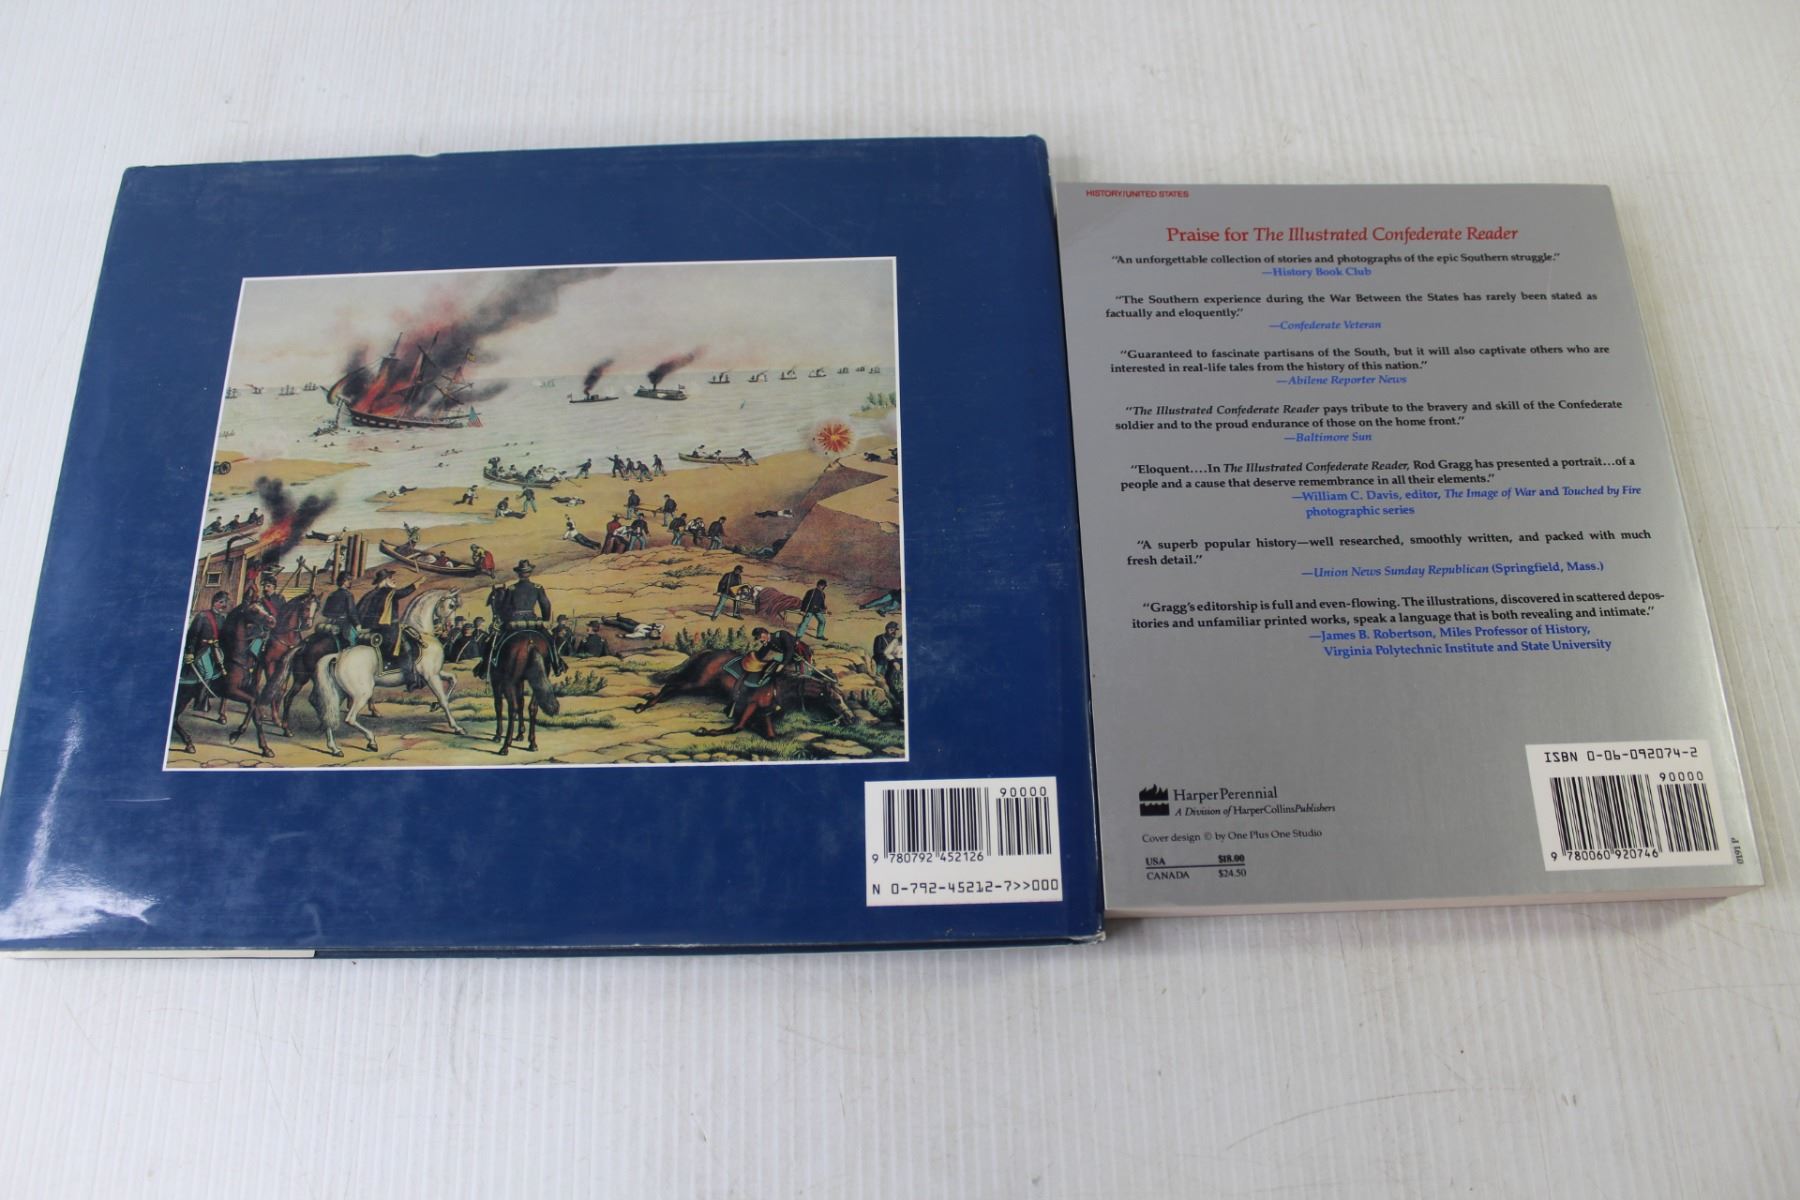 90000
9 780792 452126
N 0-792-45212-7>>000
HISTORY/UNITED STATES
Praise for The Illustrated Confederate Reader
"An unforgettable collection of stories and photographs of the epic Southern struggle."
—History Book Club
"The Southern experience during the War Between the States has rarely been stated as
factually and eloquently."
—Confederate Veteran
"Guaranteed to fascinate partisans of the South, but it will also captivate others who are
interested in real-life tales from the history of this nation."
—Abilene Reporter News
"The Illustrated Confederate Reader pays tribute to the bravery and skill of the Confederate
soldier and to the proud endurance of those on the home front."
—Baltimore Sun
"Eloquent....In The Illustrated Confederate Reader, Rod Gragg has presented a portrait...of a
people and a cause that deserve remembrance in all their elements."
—William C. Davis, editor, The Image of War and Touched by Fire
photographic series
"A superb popular history—well researched, smoothly written, and packed with much
fresh detail."
—Union News Sunday Republican (Springfield, Mass.)
"Gragg's editorship is full and even-flowing. The illustrations, discovered in scattered depos-
itories and unfamiliar printed works, speak a language that is both revealing and intimate."
—James B. Robertson, Miles Professor of History,
Virginia Polytechnic Institute and State University
HarperPerennial
A Division of HarperCollinsPublishers
Cover design © by One Plus One Studio
USA $18.00
CANADA $24.50
ISBN 0-06-092074-2
90000
9 780060 920746
0191 P